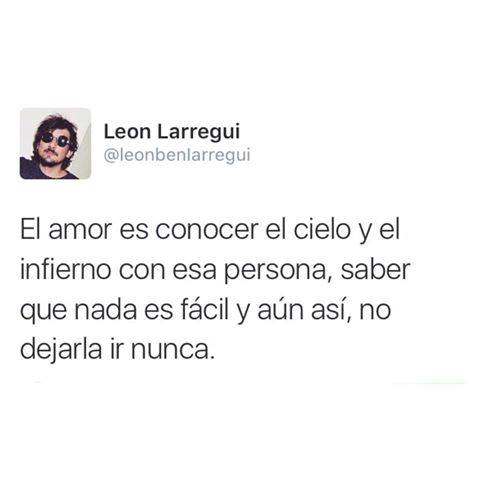 Leon Larregui
@leonbenlarregui
El amor es conocer el cielo y el
infierno con esa persona, saber
que nada es fácil y aún así, no
dejarla ir nunca.